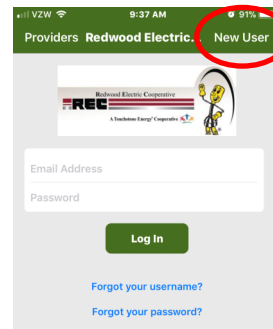 VZW 9:37 AM 91%
Providers Redwood Electric... New User
Redwood Electric Cooperative
REC
A Touchstone Energy® Cooperative
Email Address
Password
Log In
Forgot your username?
Forgot your password?